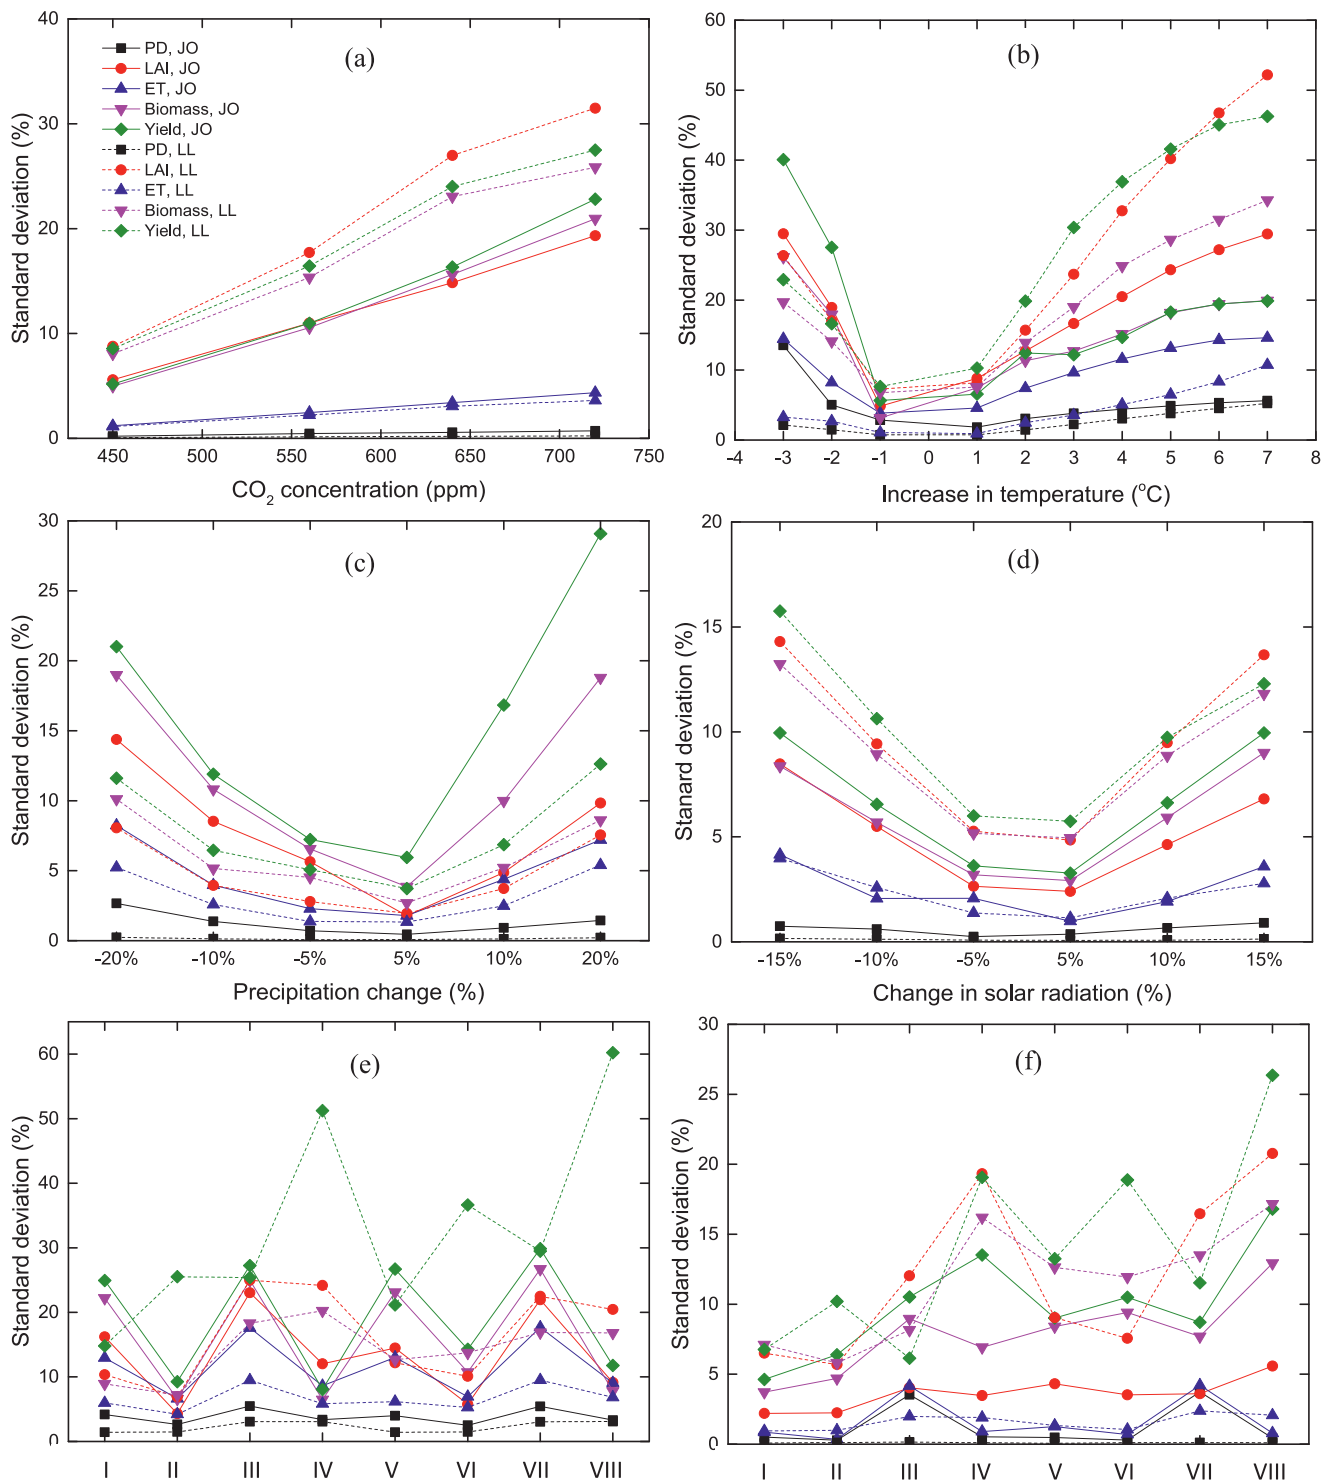 (a)
PD, JO
LAI, JO
ET, JO
Biomass, JO
Yield, JO
PD, LL
LAI, LL
ET, LL
Biomass, LL
Yield, LL
Standard deviation (%)
0
10
20
30
40
450
500
550
600
650
700
750
CO2 concentration (ppm)
(b)
Standard deviation (%)
0
10
20
30
40
50
60
-4
-3
-2
-1
0
1
2
3
4
5
6
7
8
Increase in temperature (°C)
(c)
Standard deviation (%)
0
5
10
15
20
25
30
-20%
-10%
-5%
5%
10%
20%
Precipitation change (%)
(d)
Stanard deviation (%)
0
5
10
15
20
-15%
-10%
-5%
5%
10%
15%
Change in solar radiation (%)
(e)
Standard deviation (%)
0
10
20
30
40
50
60
I
II
III
IV
V
VI
VII
VIII
(f)
Standard deviation (%)
0
5
10
15
20
25
30
I
II
III
IV
V
VI
VII
VIII